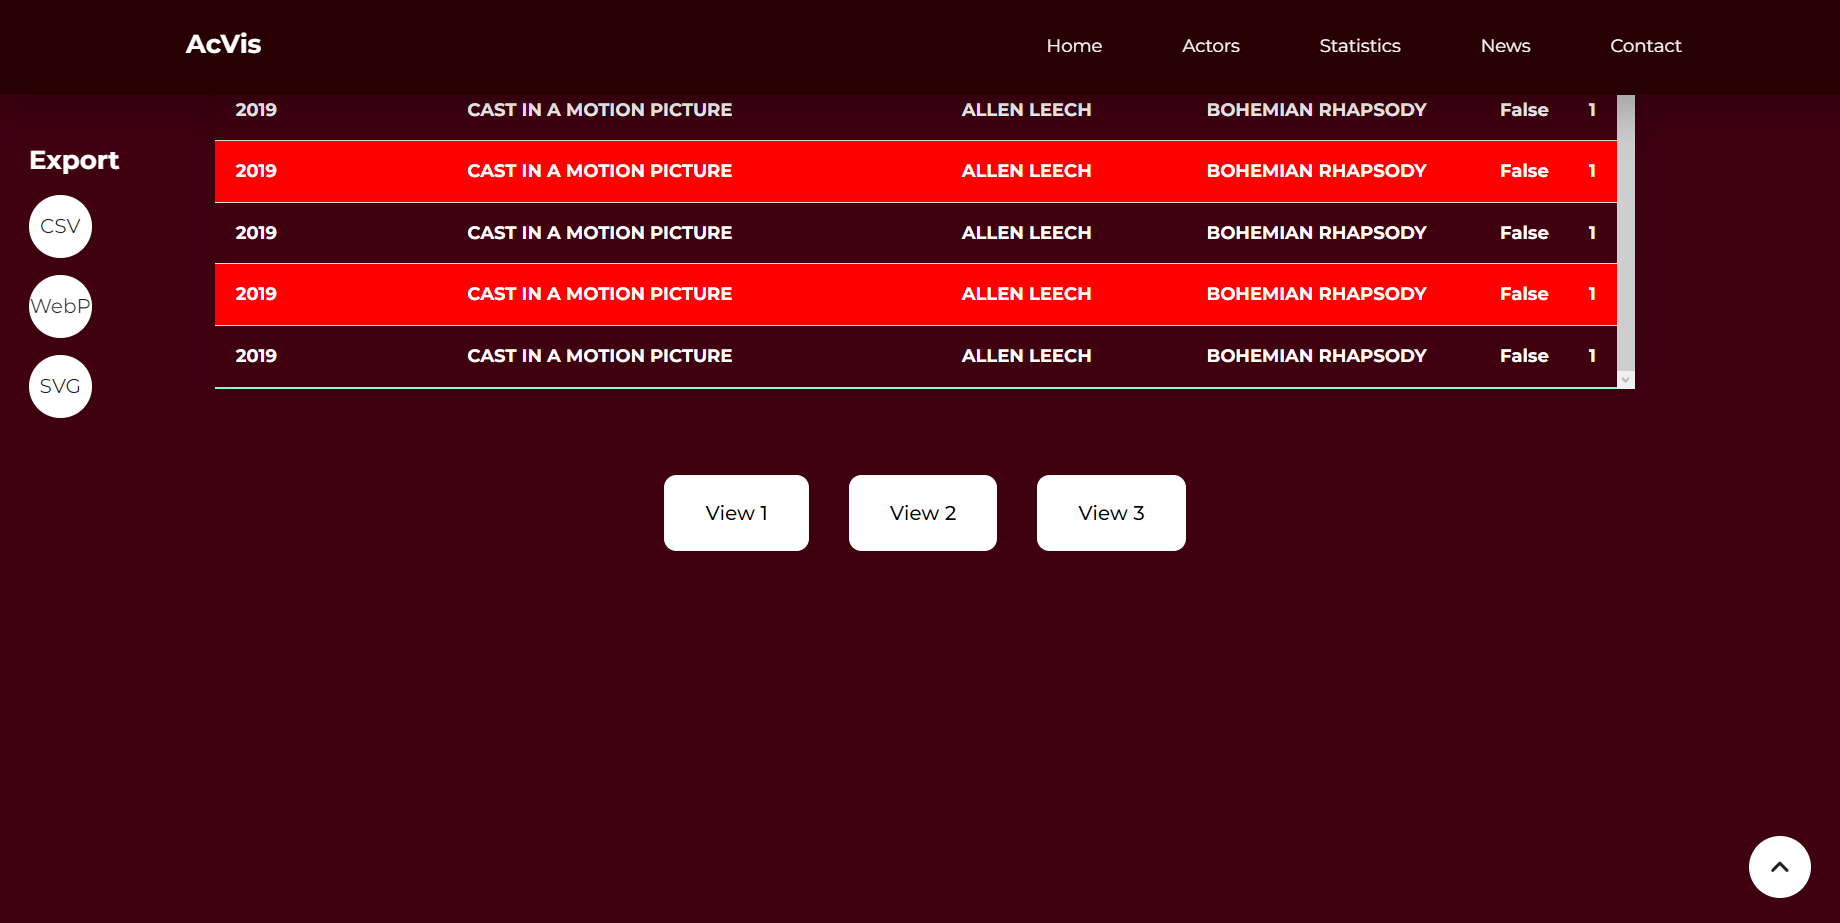 AcVis Home Actors Statistics News Contact
2019 CAST IN A MOTION PICTURE ALLEN LEECH BOHEMIAN RHAPSODY False 1
Export
2019 CAST IN A MOTION PICTURE ALLEN LEECH BOHEMIAN RHAPSODY False 1
CSV
2019 CAST IN A MOTION PICTURE ALLEN LEECH BOHEMIAN RHAPSODY False 1
WebP
2019 CAST IN A MOTION PICTURE ALLEN LEECH BOHEMIAN RHAPSODY False 1
SVG
2019 CAST IN A MOTION PICTURE ALLEN LEECH BOHEMIAN RHAPSODY False 1
View 1 View 2 View 3